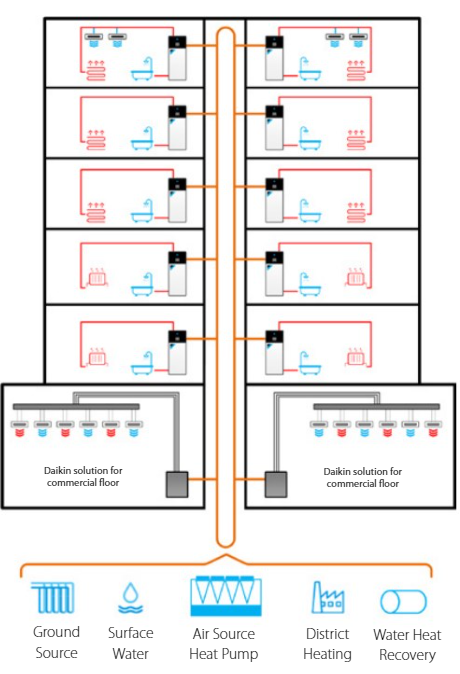 Daikin solution for
commercial floor
Daikin solution for
commercial floor
Ground
Source
Surface
Water
Air Source
Heat Pump
District
Heating
Water Heat
Recovery